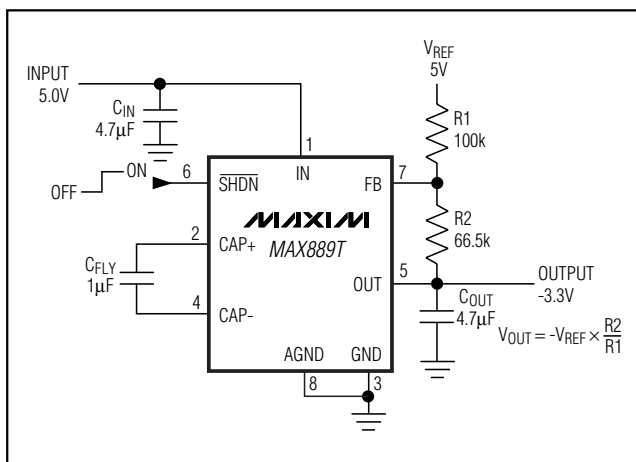 VREF
5V
INPUT
5.0V
CIN
4.7µF
R1
100k
1
6
ON
OFF
SHDN
IN
FB
7
MAXIM
MAX889T
R2
66.5k
2
CAP+
CFLY
1µF
4
CAP-
OUT
5
OUTPUT
-3.3V
COUT
4.7µF
VOUT = -VREF × R2
R1
AGND
GND
8
3